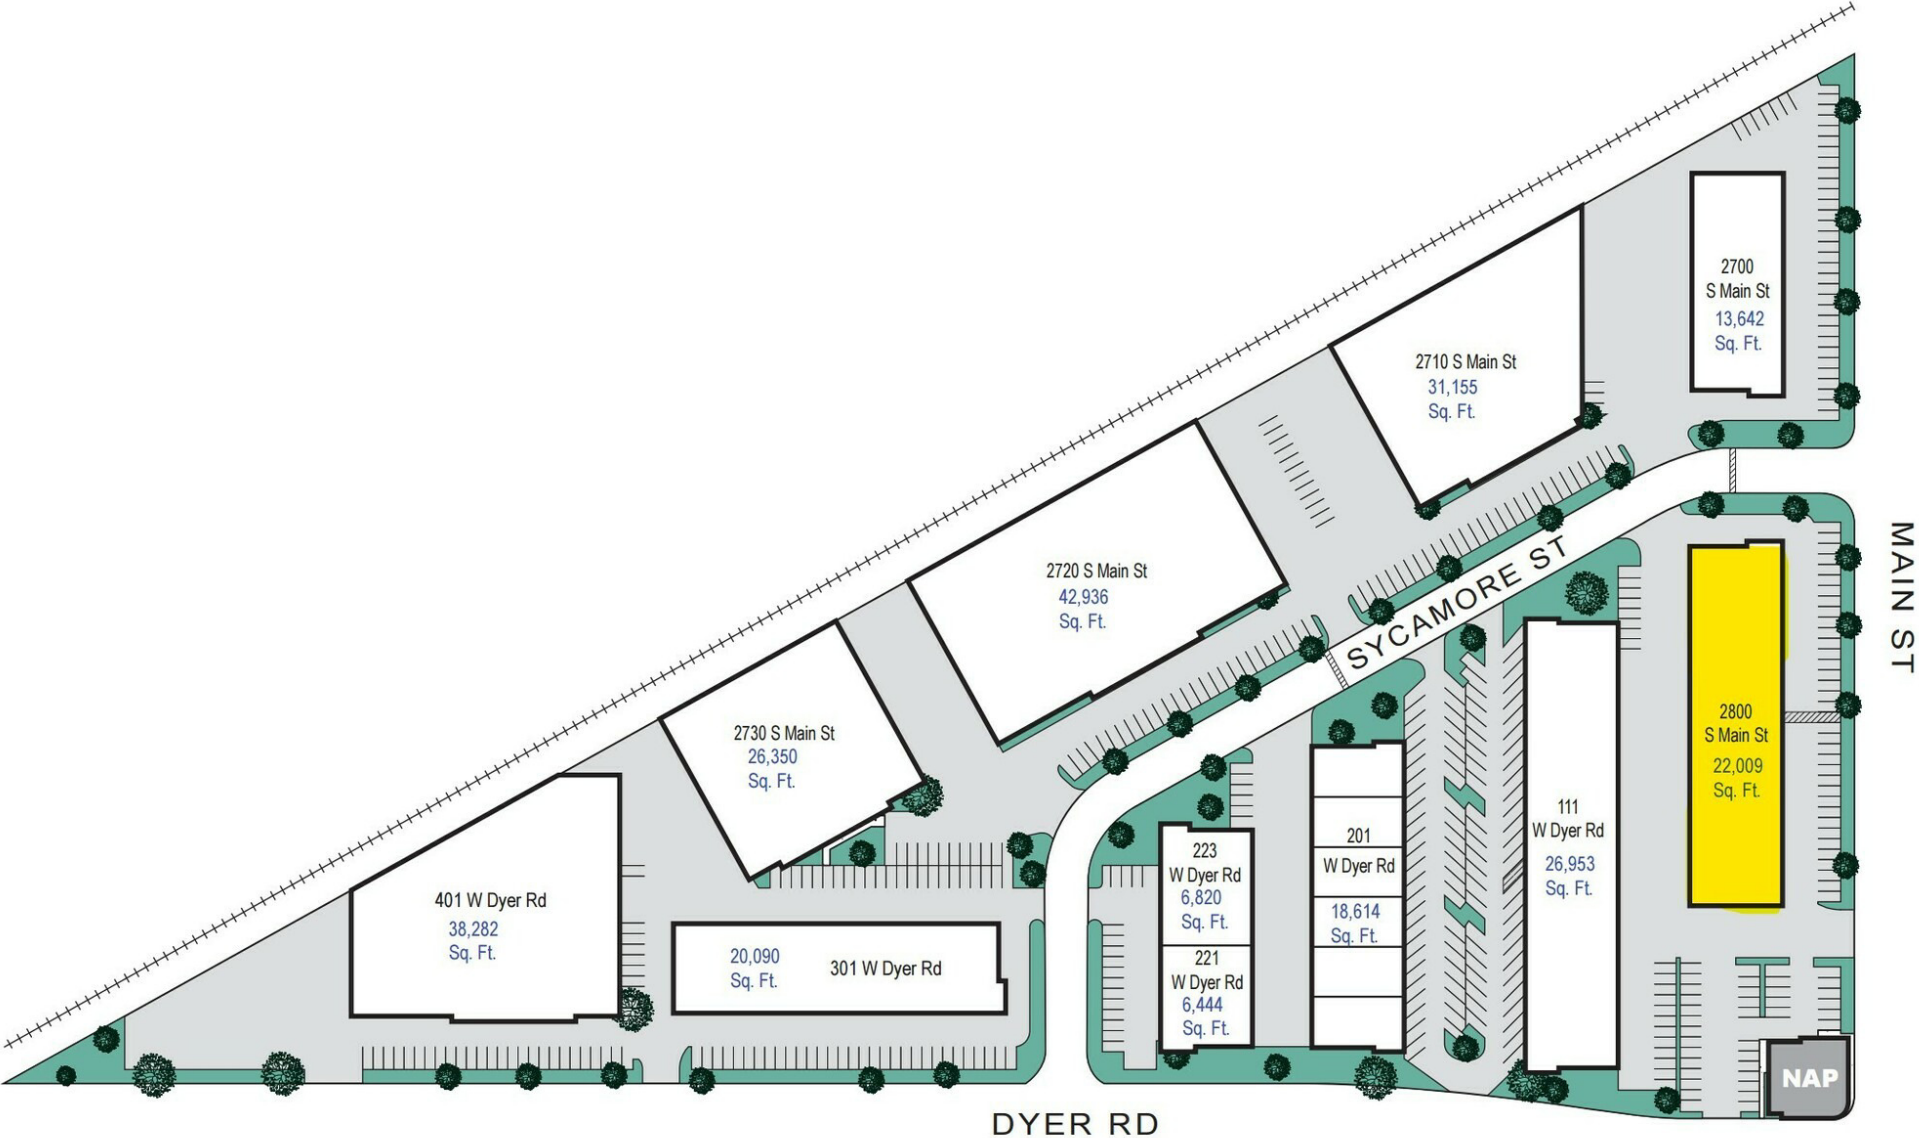 2700
S Main St
13,642
Sq. Ft.
2710 S Main St
31,155
Sq. Ft.
2720 S Main St
42,936
Sq. Ft.
SYCAMORE ST
MAIN ST
2730 S Main St
26,350
Sq. Ft.
2800
S Main St
22,009
Sq. Ft.
401 W Dyer Rd
38,282
Sq. Ft.
20,090
Sq. Ft.
301 W Dyer Rd
223
W Dyer Rd
6,820
Sq. Ft.
221
W Dyer Rd
6,444
Sq. Ft.
201
W Dyer Rd
18,614
Sq. Ft.
111
W Dyer Rd
26,953
Sq. Ft.
NAP
DYER RD